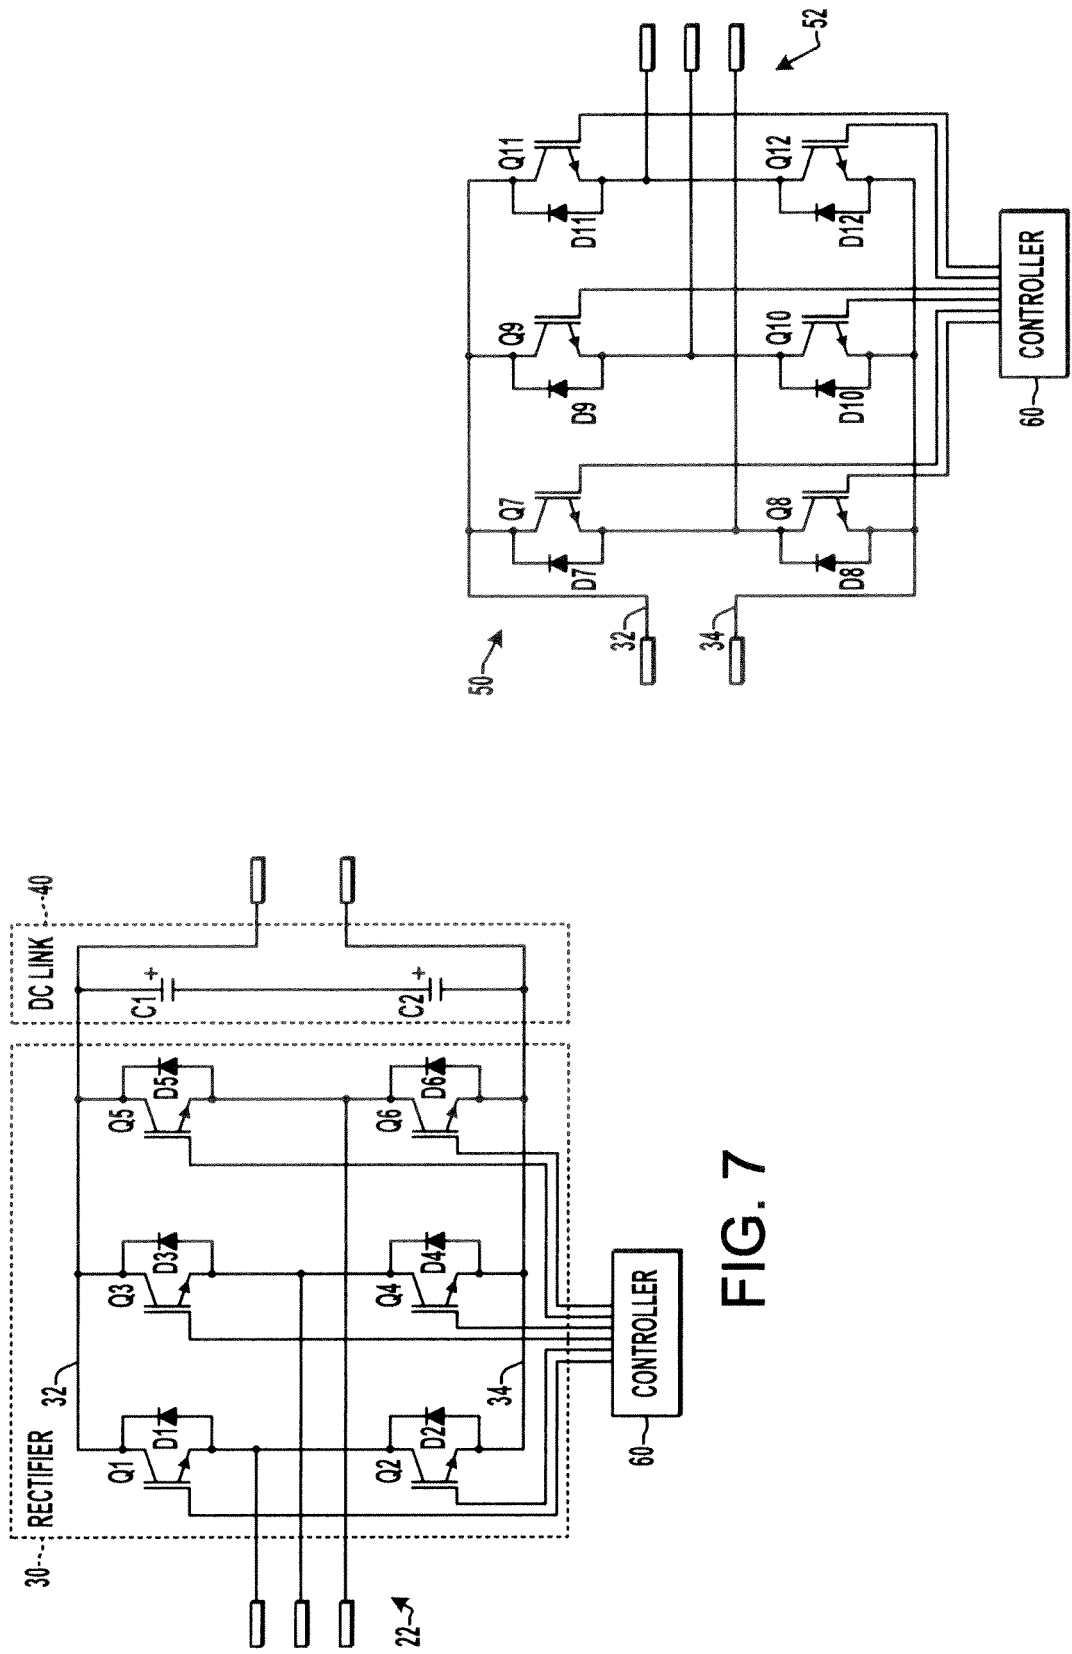 30
RECTIFIER
DC LINK
40
32
Q1
D1
Q3
D3
Q5
D5
C1
+
Q2
D2
34
Q4
D4
Q6
D6
C2
+
22
60
CONTROLLER
50
Q7
D7
Q9
D9
Q11
D11
32
34
Q8
D8
Q10
D10
Q12
D12
52
60
CONTROLLER
FIG. 7